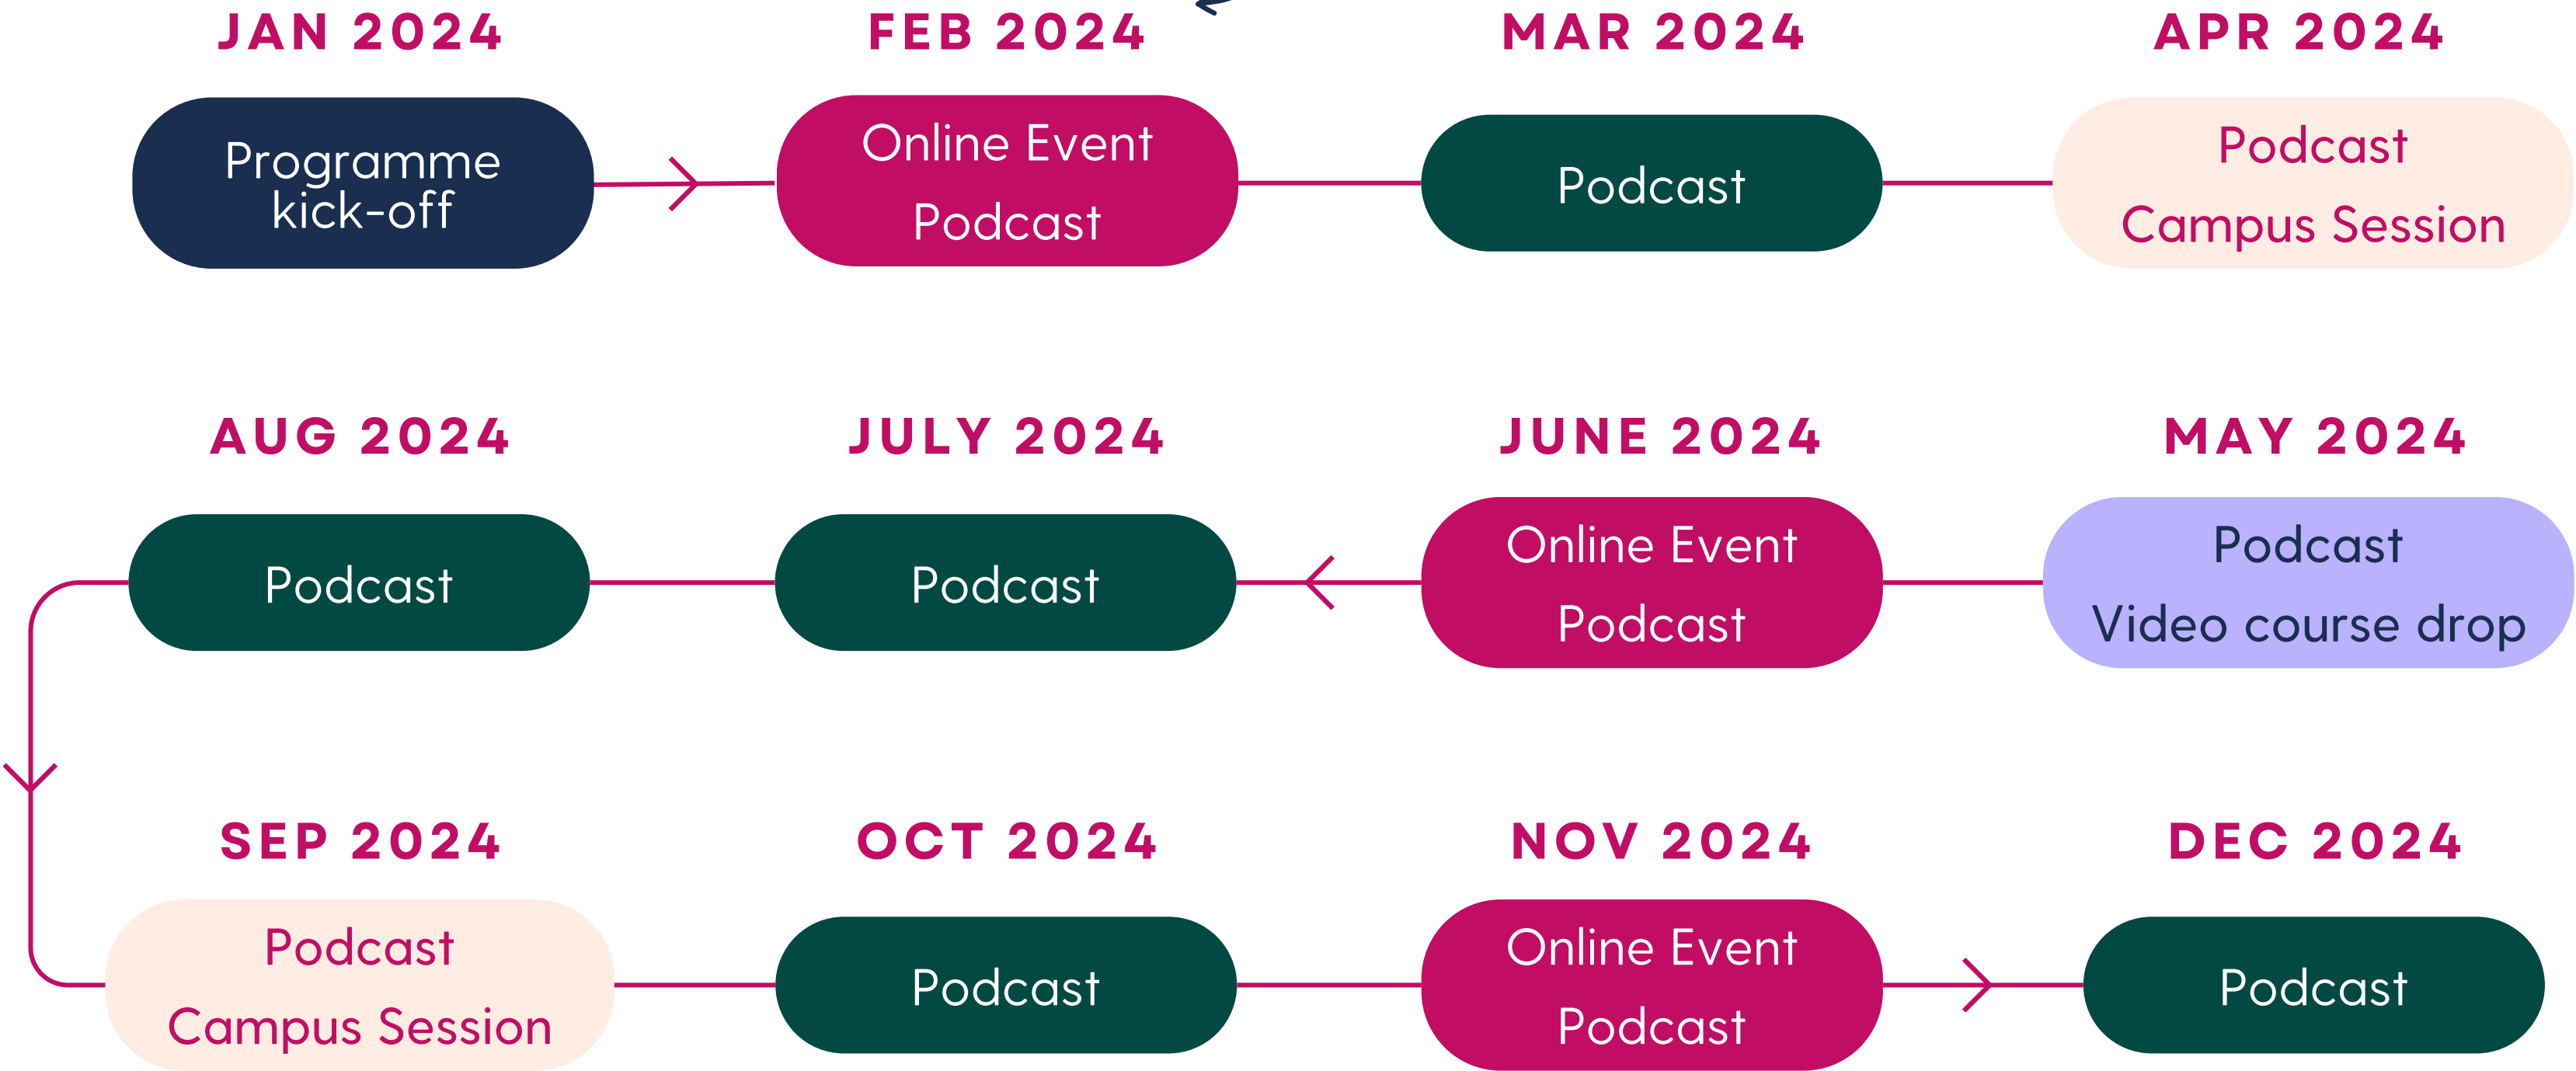 JAN 2024
FEB 2024
MAR 2024
APR 2024
Programme
kick-off
Online Event
Podcast
Podcast
Podcast
Campus Session
AUG 2024
JULY 2024
JUNE 2024
MAY 2024
Podcast
Podcast
Online Event
Podcast
Podcast
Video course drop
SEP 2024
OCT 2024
NOV 2024
DEC 2024
Podcast
Campus Session
Podcast
Online Event
Podcast
Podcast